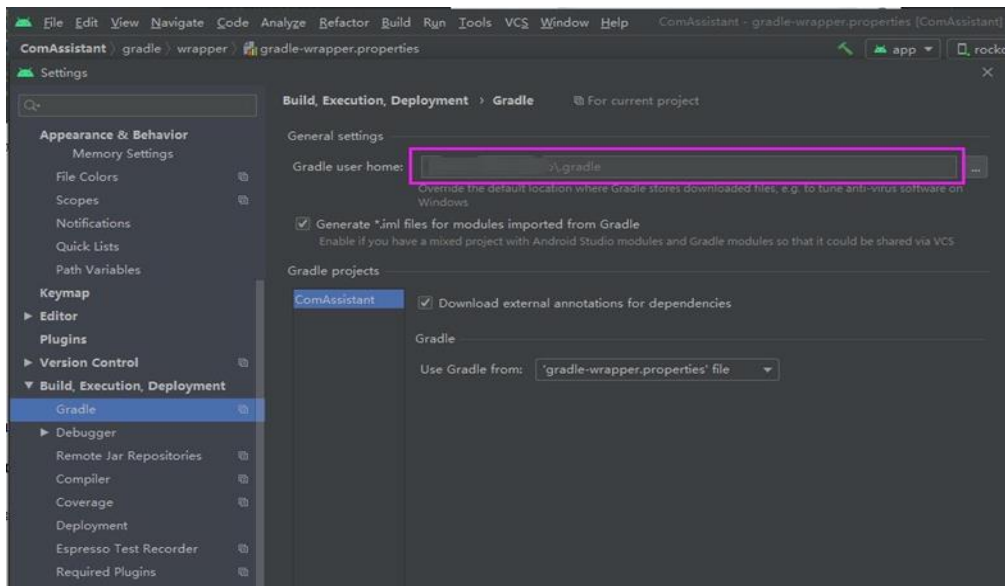 File Edit View Navigate Code Analyze Refactor Build Run Tools VCS Window Help ComAssistant - gradle-wrapper.properties [ComAssistant]
ComAssistant gradle wrapper gradle-wrapper.properties app
Settings
Build, Execution, Deployment › Gradle For current project
Appearance & Behavior
Memory Settings
File Colors
Scopes
Notifications
Quick Lists
Path Variables
Keymap
Editor
Plugins
Version Control
Build, Execution, Deployment
Gradle
Debugger
Remote Jar Repositories
Compiler
Coverage
Deployment
Espresso Test Recorder
Required Plugins
General settings
Gradle user home: \.gradle ...
Override the default location where Gradle stores downloaded files, e.g. to tune anti-virus software on
Windows
Generate *.iml files for modules imported from Gradle
Enable if you have a mixed project with Android Studio modules and Gradle modules so that it could be shared via VCS
Gradle projects
ComAssistant
Download external annotations for dependencies
Gradle
Use Gradle from: 'gradle-wrapper.properties' file